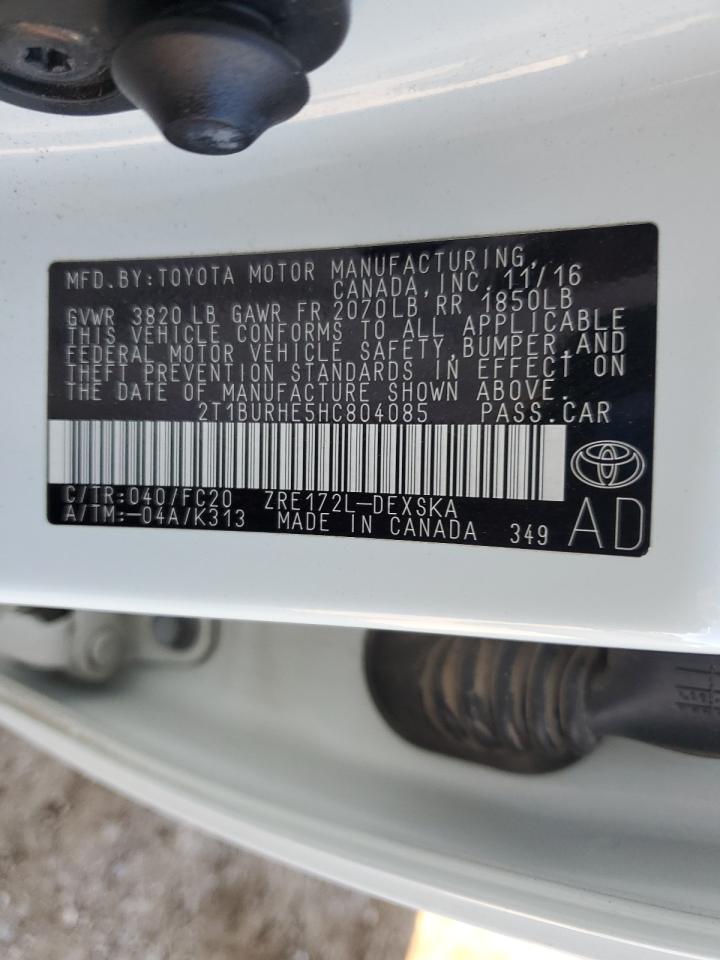 MFD.BY:TOYOTA MOTOR MANUFACTURING,
CANADA,INC. 11/16
GVWR 3820 LB GAWR FR 2070LB RR 1850LB
THIS VEHICLE CONFORMS TO ALL APPLICABLE
FEDERAL MOTOR VEHICLE SAFETY,BUMPER,AND
THEFT PREVENTION STANDARDS IN EFFECT ON
THE DATE OF MANUFACTURE SHOWN ABOVE.
2T1BURHE5HC804085 PASS.CAR
C/TR:040/FC20 ZRE172L-DEXSKA
A/TM:-04A/K313 MADE IN CANADA 349
AD